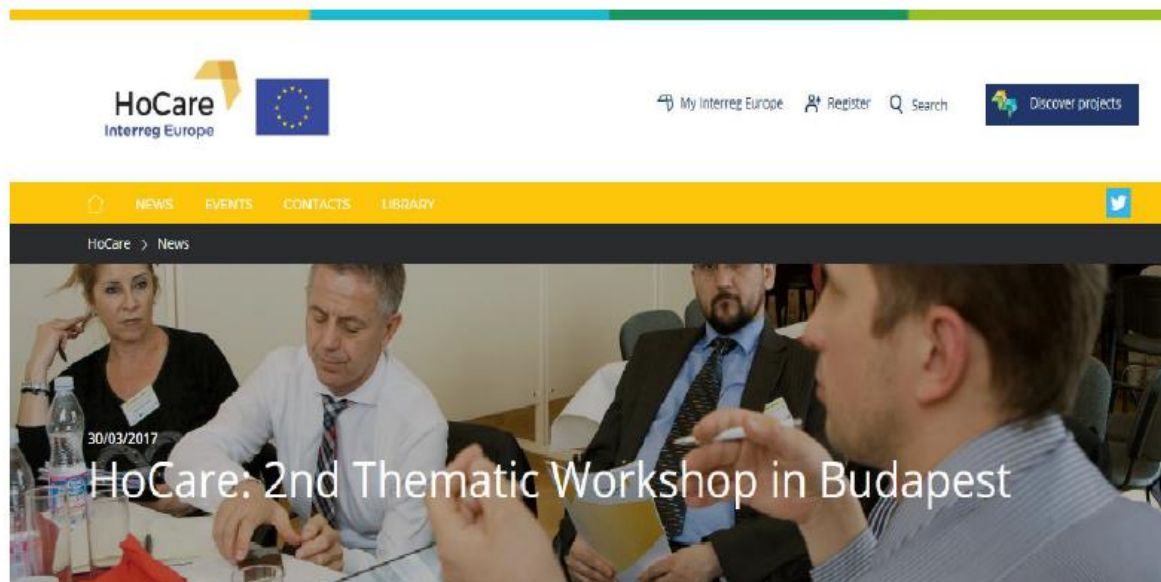 HoCare
Interreg Europe
My Interreg Europe
Register
Search
Discover projects
NEWS
EVENTS
CONTACTS
LIBRARY
HoCare > News
30/03/2017
HoCare: 2nd Thematic Workshop in Budapest